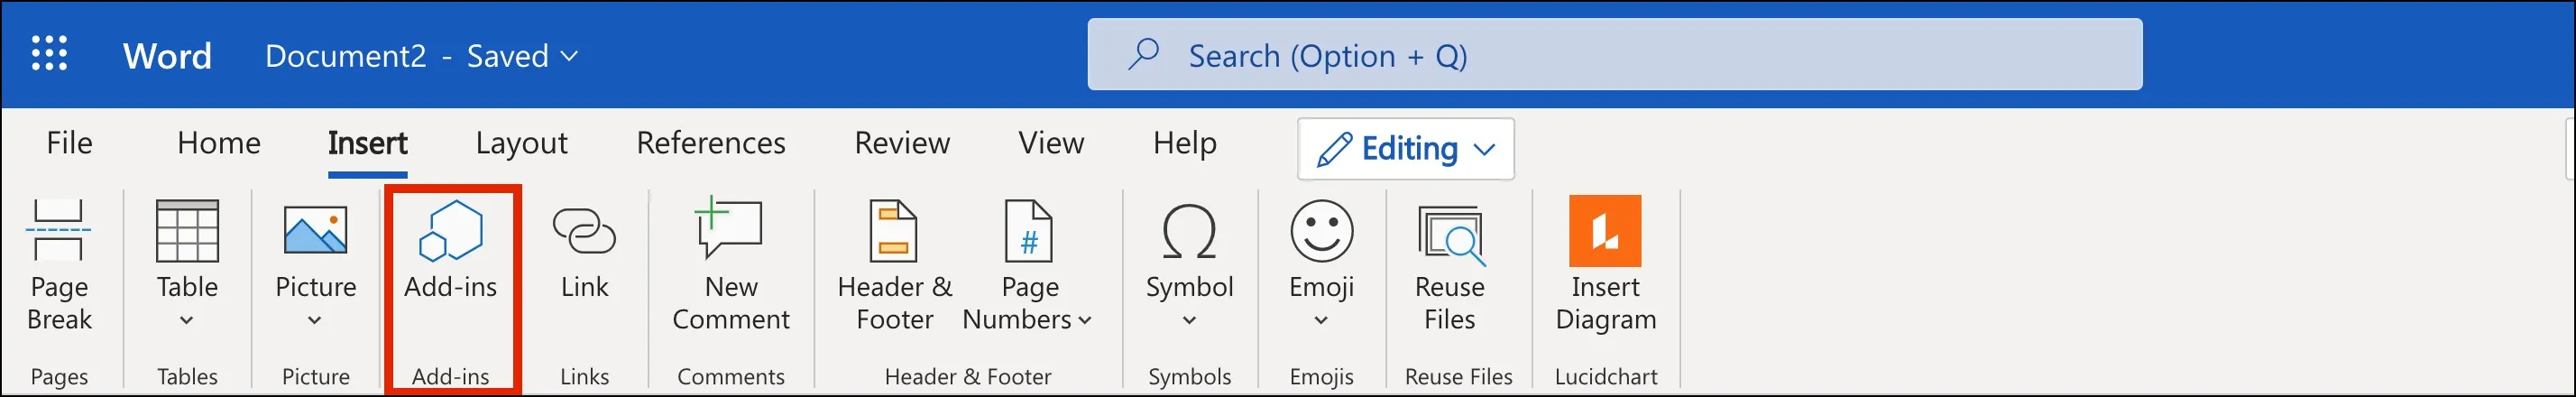 Word Document2 - Saved Search (Option + Q)
File Home Insert Layout References Review View Help Editing
Page Break
Table
Picture
Add-ins
Link
New Comment
Header & Footer
Page Numbers
#
Symbol
Ω
Emoji
Reuse Files
Insert Diagram
Pages Tables Picture Add-ins Links Comments Header & Footer Symbols Emojis Reuse Files Lucidchart